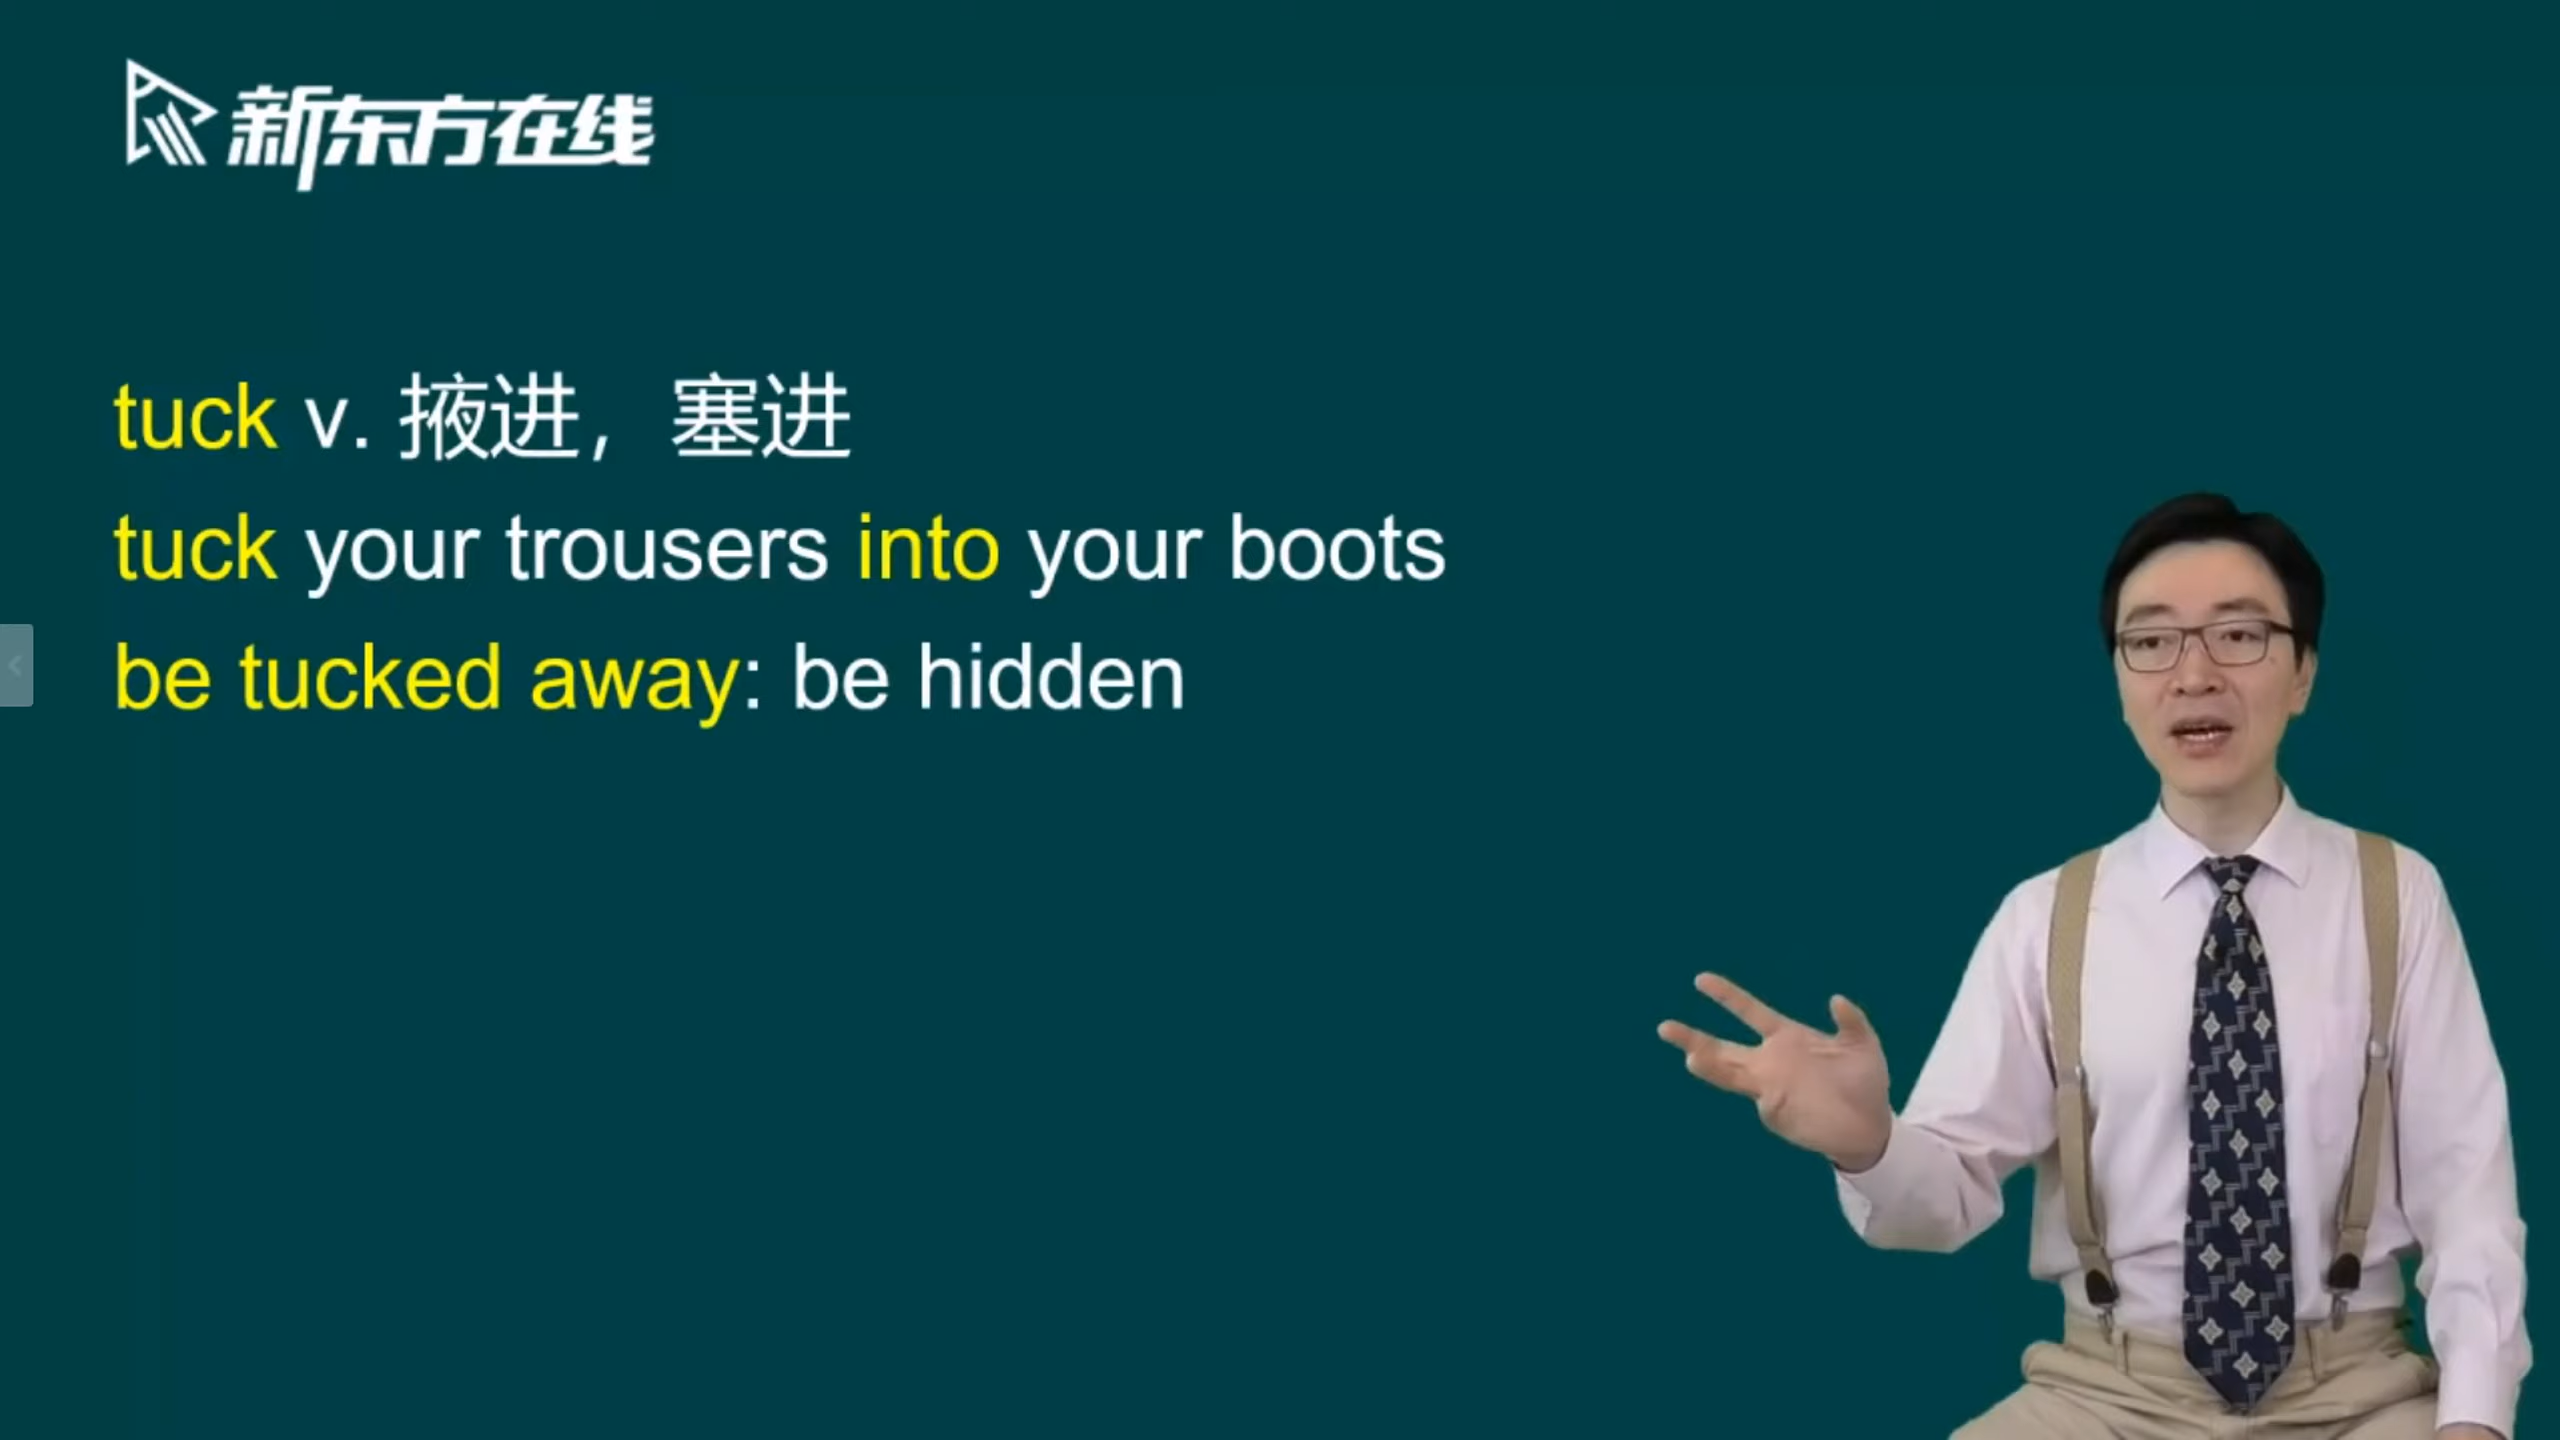 新东方在线
tuck v. 掖进，塞进
tuck your trousers into your boots
be tucked away: be hidden